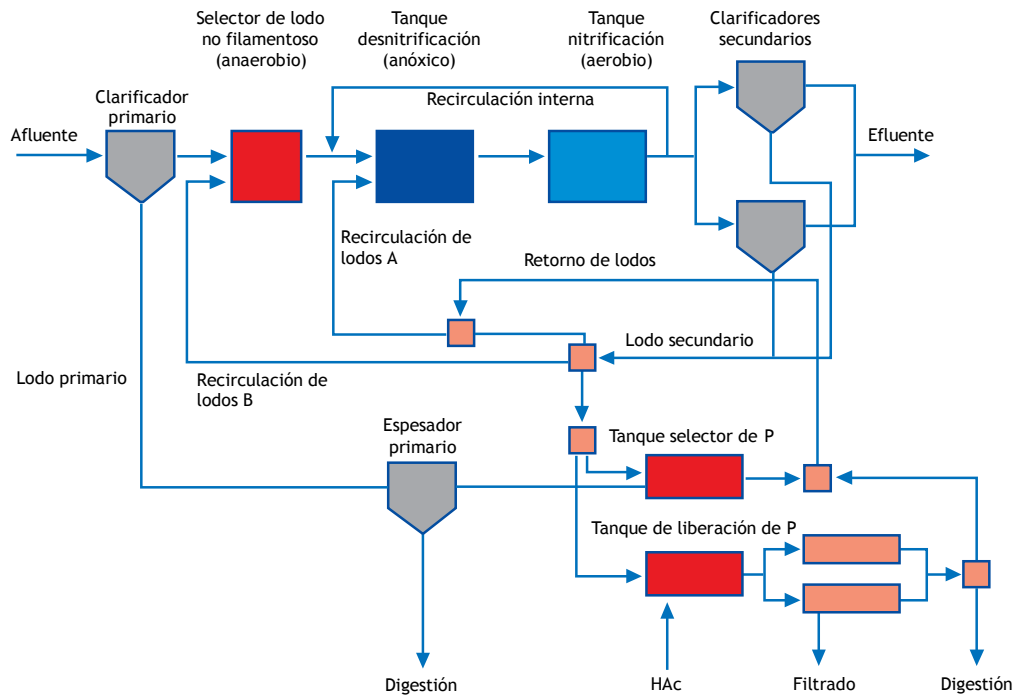 Selector de lodo
no filamentoso
(anaerobio)
Tanque
desnitrificación
(anóxico)
Tanque
nitrificación
(aerobio)
Clarificadores
secundarios
Clarificador
primario
Recirculación interna
Afluente
Efluente
Recirculación de
lodos A
Retorno de lodos
Lodo secundario
Lodo primario
Recirculación de
lodos B
Espesador
primario
Tanque selector de P
Tanque de liberación de P
Digestión
HAc
Filtrado
Digestión